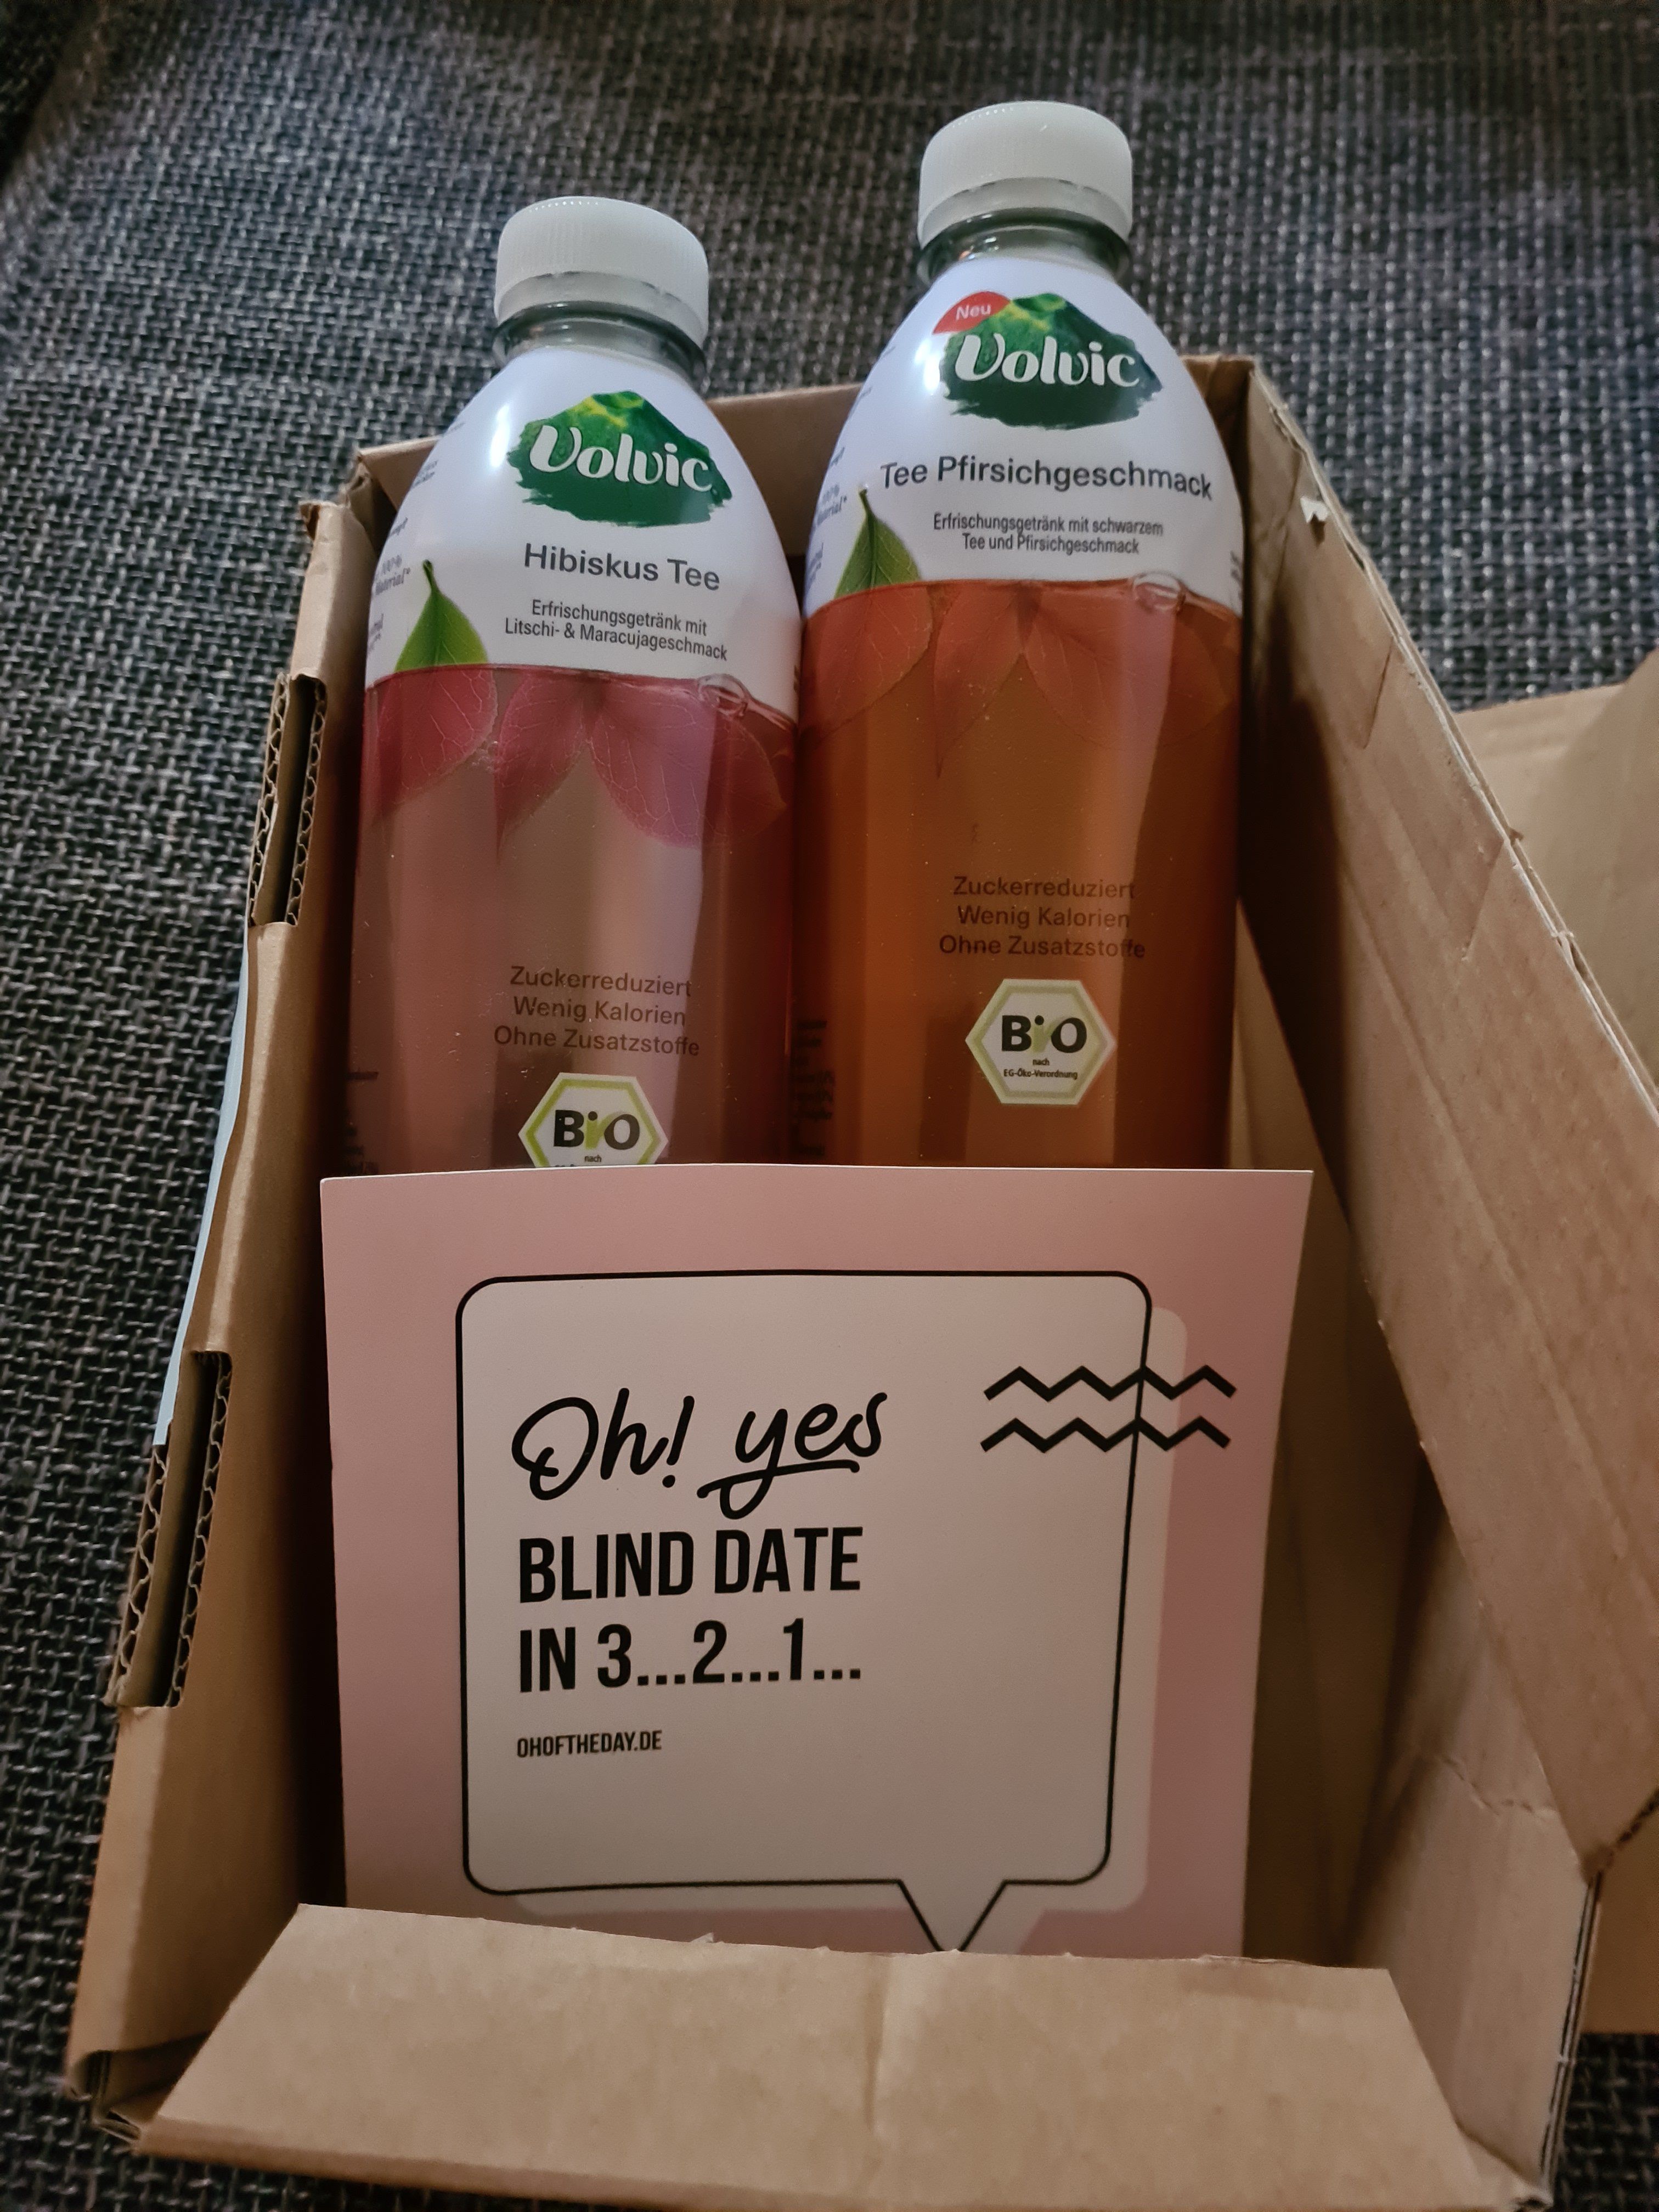 Volvic
Hibiskus Tee
Erfrischungsgetränk mit
Litschi- & Maracujageschmack
Zuckerreduziert
Wenig Kalorien
Ohne Zusatzstoffe
BiO
nach
Neu
Volvic
Tee Pfirsichgeschmack
Erfrischungsgetränk mit schwarzem
Tee und Pfirsichgeschmack
Zuckerreduziert
Wenig Kalorien
Ohne Zusatzstoffe
BiO
nach
EG-Öko-Verordnung
Oh! yes
BLIND DATE
IN 3...2...1...
OHOFTHEDAY.DE